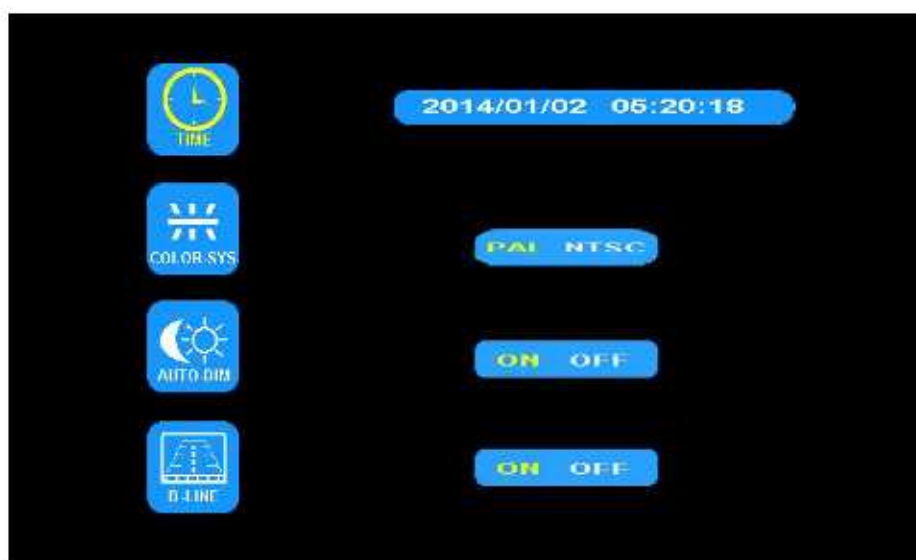 TIME
2014/01/02 05:20:18
COLOR-SYS
PAL NTSC
AUTO-DIM
ON OFF
B-LINE
ON OFF